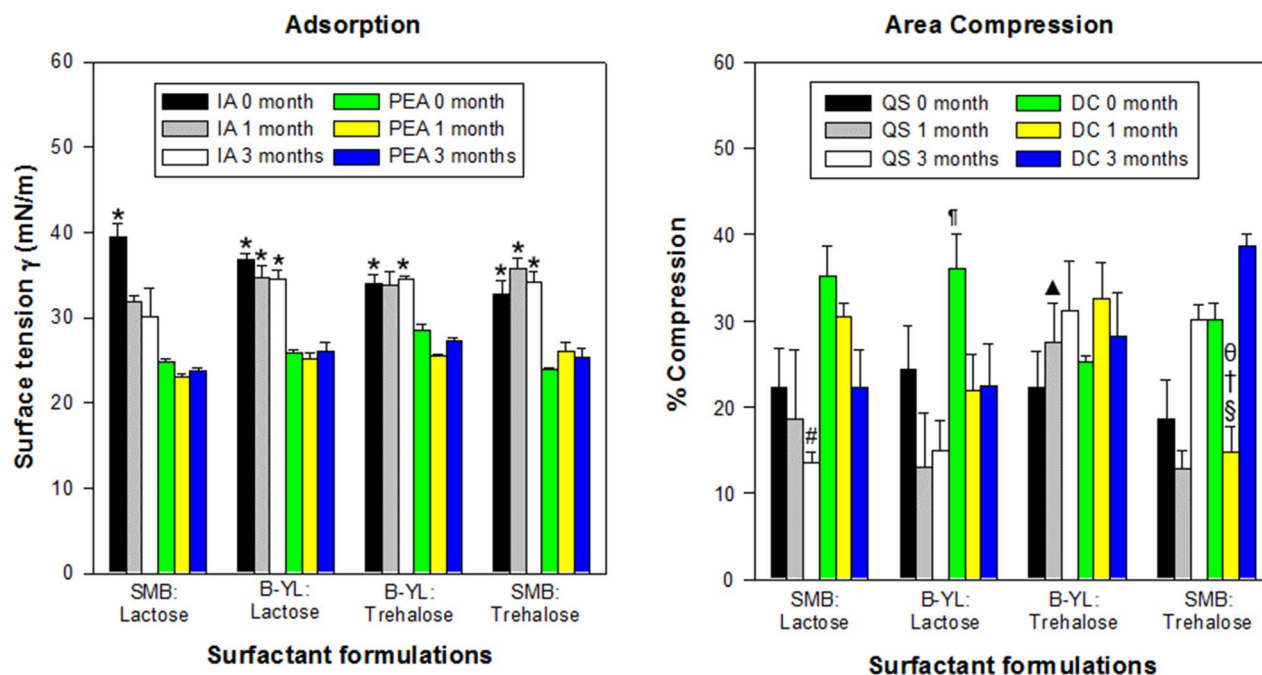 Adsorption
60
50
40
30
20
10
0
Surface tension γ (mN/m)
IA 0 month
IA 1 month
IA 3 months
PEA 0 month
PEA 1 month
PEA 3 months
*
*
*
*
*
*
*
*
*
SMB:
Lactose
B-YL:
Lactose
B-YL:
Trehalose
SMB:
Trehalose
Surfactant formulations
Area Compression
60
50
40
30
20
10
0
% Compression
QS 0 month
QS 1 month
QS 3 months
DC 0 month
DC 1 month
DC 3 months
#
¶
▲
θ
†
§
SMB:
Lactose
B-YL:
Lactose
B-YL:
Trehalose
SMB:
Trehalose
Surfactant formulations